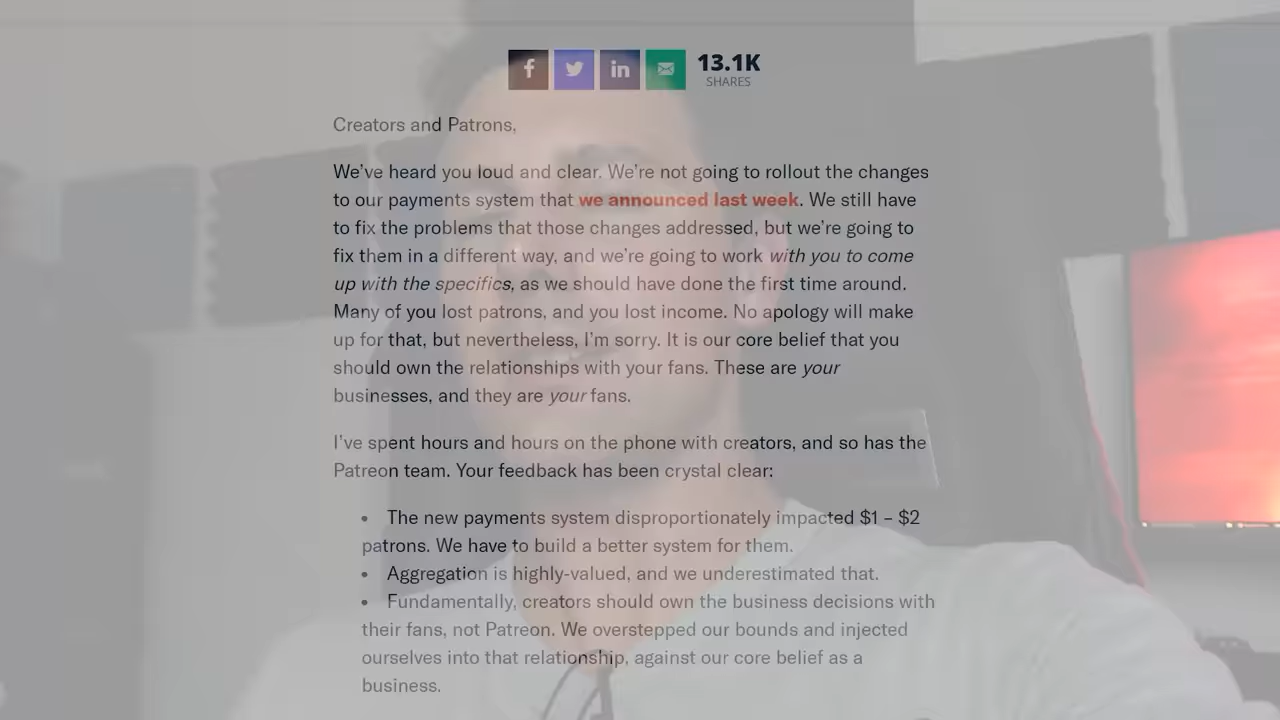 13.1K
SHARES
Creators and Patrons,
We've heard you loud and clear. We're not going to rollout the changes
to our payments system that we announced last week. We still have
to fix the problems that those changes addressed, but we're going to
fix them in a different way, and we're going to work with you to come
up with the specifics, as we should have done the first time around.
Many of you lost patrons, and you lost income. No apology will make
up for that, but nevertheless, I'm sorry. It is our core belief that you
should own the relationships with your fans. These are your
businesses, and they are your fans.
I've spent hours and hours on the phone with creators, and so has the
Patreon team. Your feedback has been crystal clear:
• The new payments system disproportionately impacted $1 – $2
patrons. We have to build a better system for them.
• Aggregation is highly-valued, and we underestimated that.
• Fundamentally, creators should own the business decisions with
their fans, not Patreon. We overstepped our bounds and injected
ourselves into that relationship, against our core belief as a
business.